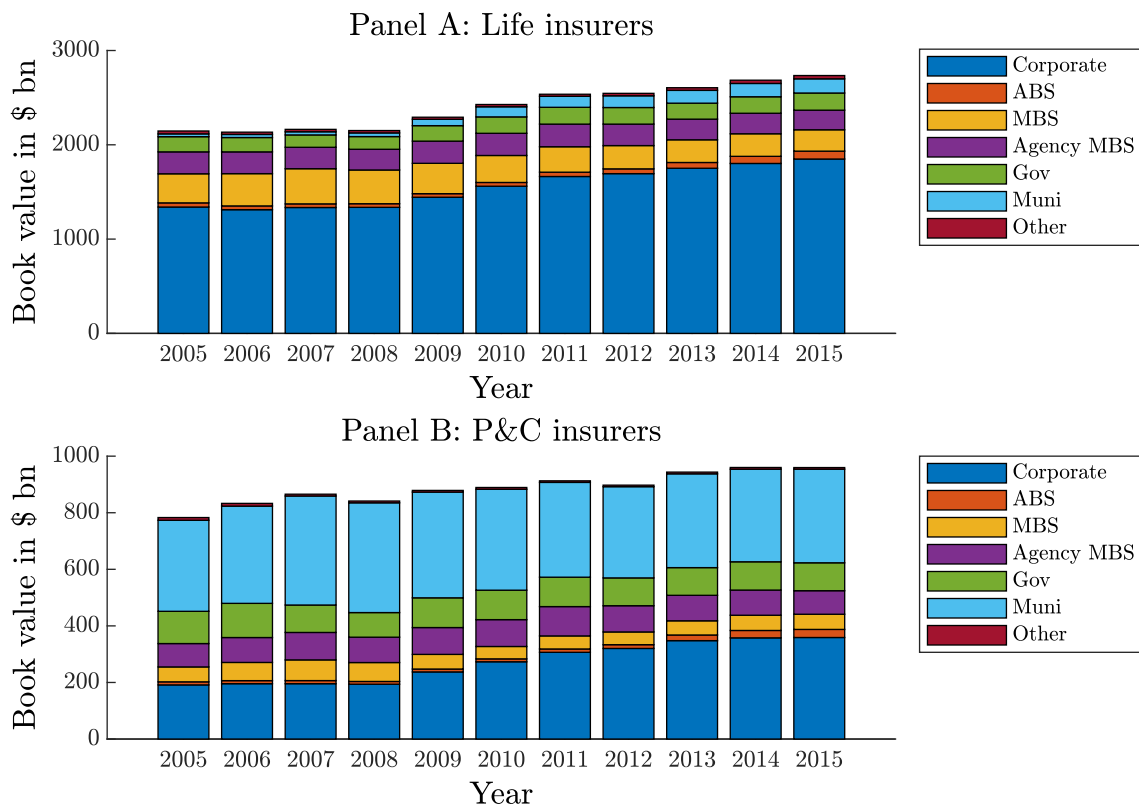 Panel A: Life insurers
Book value in $ bn
3000
2000
1000
0
2005 2006 2007 2008 2009 2010 2011 2012 2013 2014 2015
Year
Corporate
ABS
MBS
Agency MBS
Gov
Muni
Other
Panel B: P&C insurers
Book value in $ bn
1000
800
600
400
200
0
2005 2006 2007 2008 2009 2010 2011 2012 2013 2014 2015
Year
Corporate
ABS
MBS
Agency MBS
Gov
Muni
Other